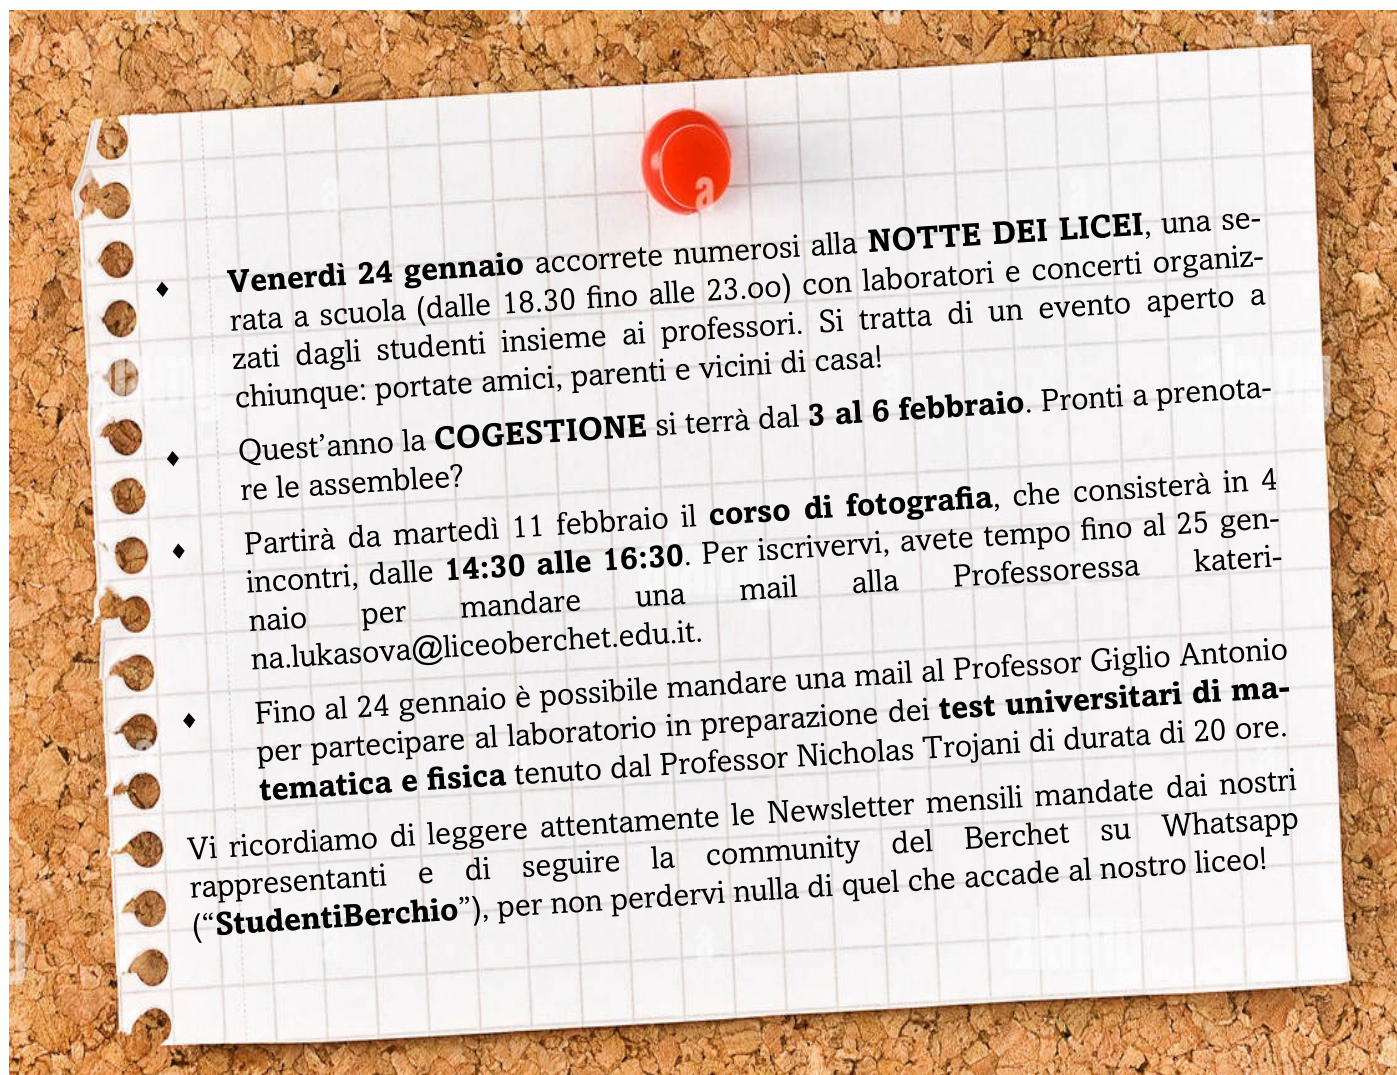 ♦ Venerdì 24 gennaio accorrete numerosi alla NOTTE DEI LICEI, una se-
rata a scuola (dalle 18.30 fino alle 23.oo) con laboratori e concerti organiz-
zati dagli studenti insieme ai professori. Si tratta di un evento aperto a
chiunque: portate amici, parenti e vicini di casa!
♦ Quest'anno la COGESTIONE si terrà dal 3 al 6 febbraio. Pronti a prenota-
re le assemblee?
♦ Partirà da martedì 11 febbraio il corso di fotografia, che consisterà in 4
incontri, dalle 14:30 alle 16:30. Per iscrivervi, avete tempo fino al 25 gen-
naio per mandare una mail alla Professoressa kateri-
na.lukasova@liceoberchet.edu.it.
♦ Fino al 24 gennaio è possibile mandare una mail al Professor Giglio Antonio
per partecipare al laboratorio in preparazione dei test universitari di ma-
tematica e fisica tenuto dal Professor Nicholas Trojani di durata di 20 ore.
Vi ricordiamo di leggere attentamente le Newsletter mensili mandate dai nostri
rappresentanti e di seguire la community del Berchet su Whatsapp
("StudentiBerchio"), per non perdervi nulla di quel che accade al nostro liceo!